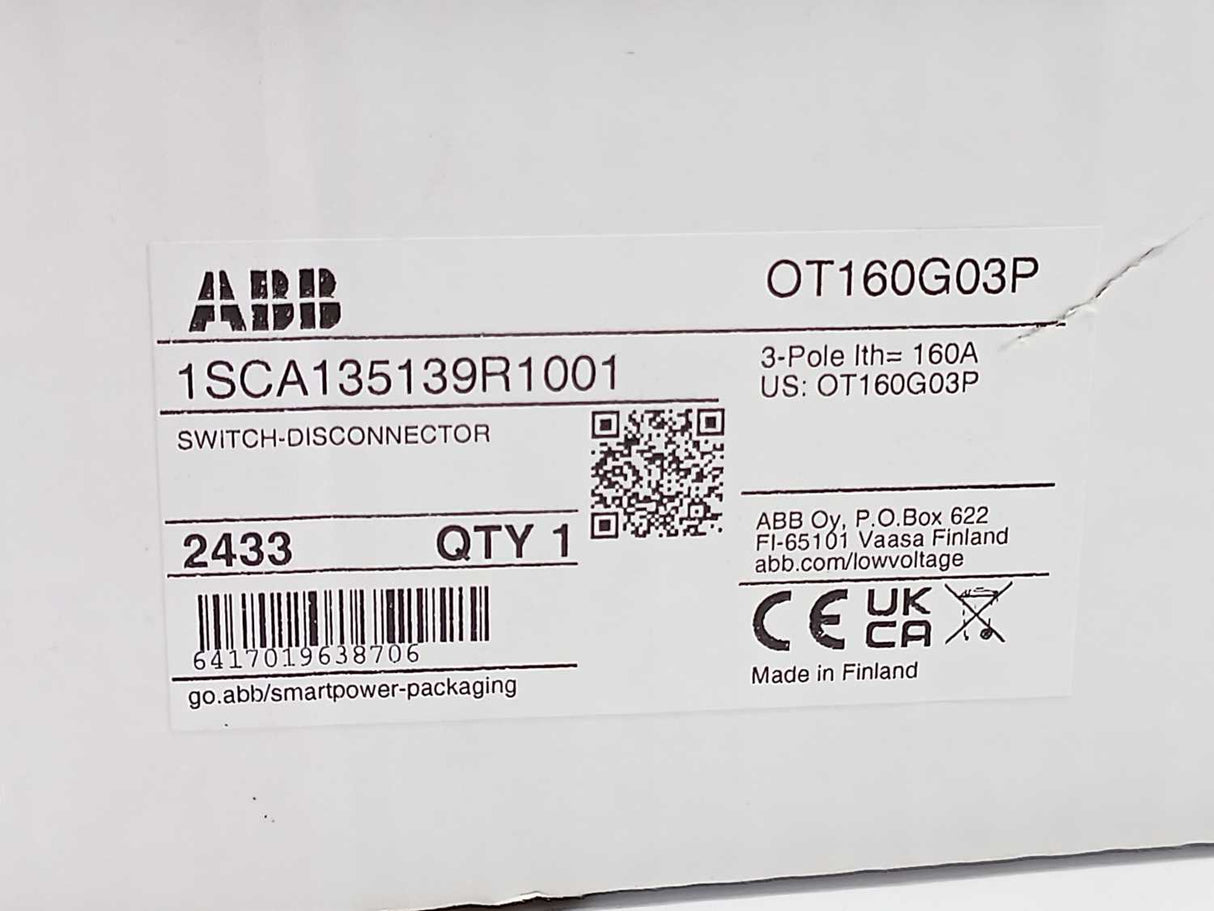 ABB
OT160G03P
1SCA135139R1001
3-Pole Ith= 160A
US: OT160G03P
SWITCH-DISCONNECTOR
2433 QTY 1
ABB Oy, P.O.Box 622
FI-65101 Vaasa Finland
abb.com/lowvoltage
6417019638706
CE UK
CA
go.abb/smartpower-packaging
Made in Finland